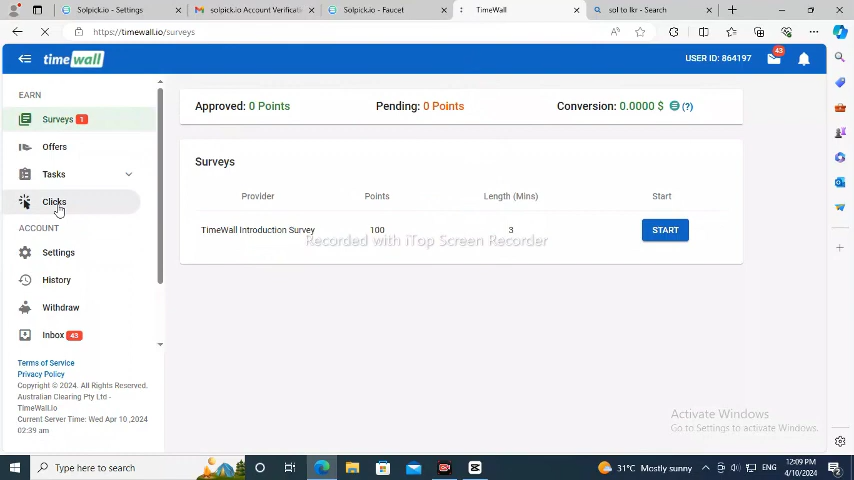 Solpick.io - Settings
solpick.io Account Verificati
Solpick.io - Faucet
TimeWall
sol to lkr - Search
https://timewall.io/surveys
timewall
USER ID: 864197
43
EARN
Surveys 1
Offers
Tasks
Clicks
ACCOUNT
Settings
History
Withdraw
Inbox 43
Terms of Service
Privacy Policy
Copyright © 2024. All Rights Reserved.
Australian Clearing Pty Ltd -
TimeWall.io
Current Server Time: Wed Apr 10 ,2024
02:39 am
Approved: 0 Points
Pending: 0 Points
Conversion: 0.0000 $ (?)
Surveys
Provider Points Length (Mins) Start
TimeWall Introduction Survey 100 3 START
Recorded with iTop Screen Recorder
Activate Windows
Go to Settings to activate Windows.
Type here to search
31°C Mostly sunny
ENG
12:09 PM
4/10/2024
2